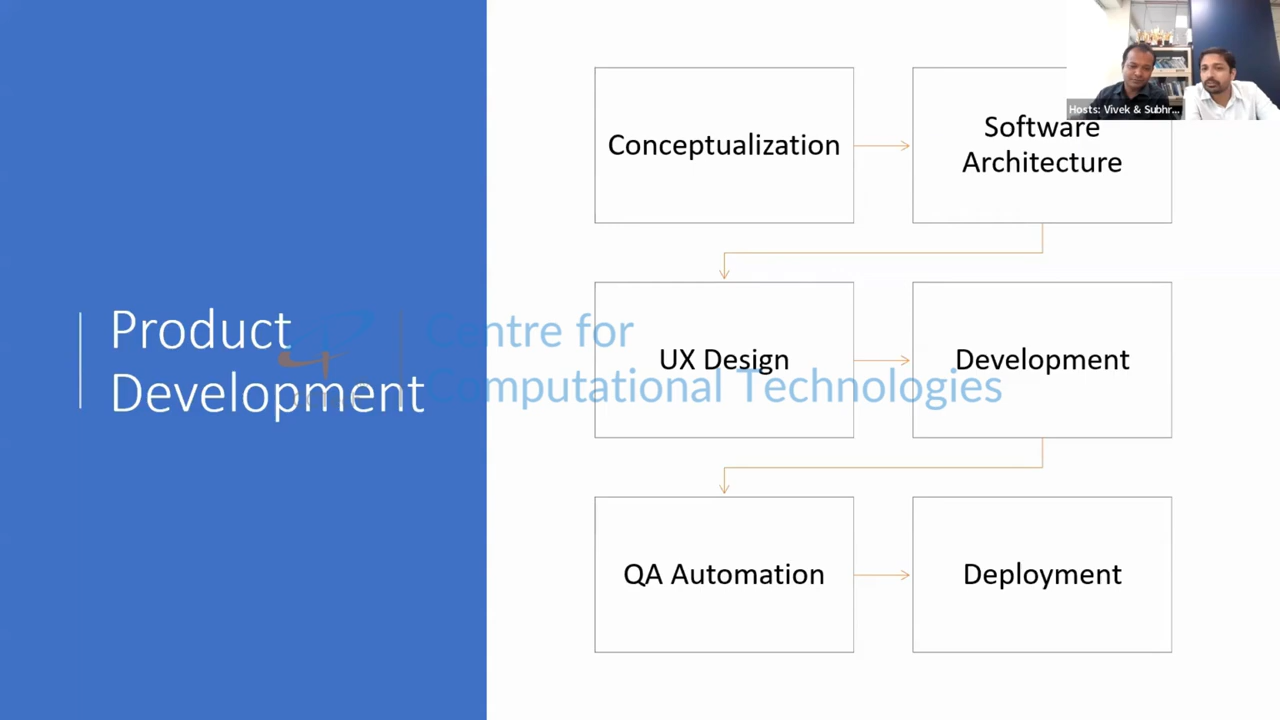 Product
Development
Centre for
Computational Technologies
Conceptualization
Software
Architecture
UX Design
Development
QA Automation
Deployment
Hosts: Vivek & Subhr...